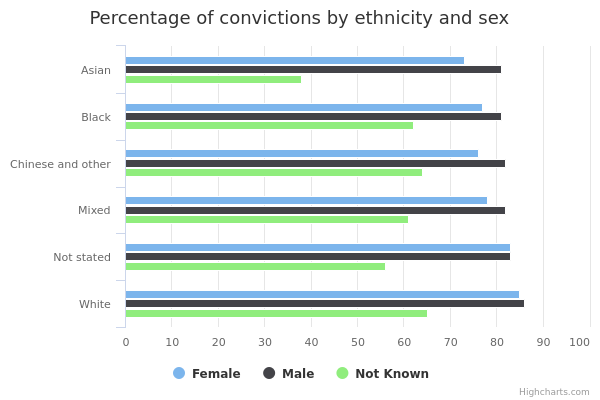 Percentage of convictions by ethnicity and sex
Asian
Black
Chinese and other
Mixed
Not stated
White
0 10 20 30 40 50 60 70 80 90 100
Female Male Not Known
Highcharts.com